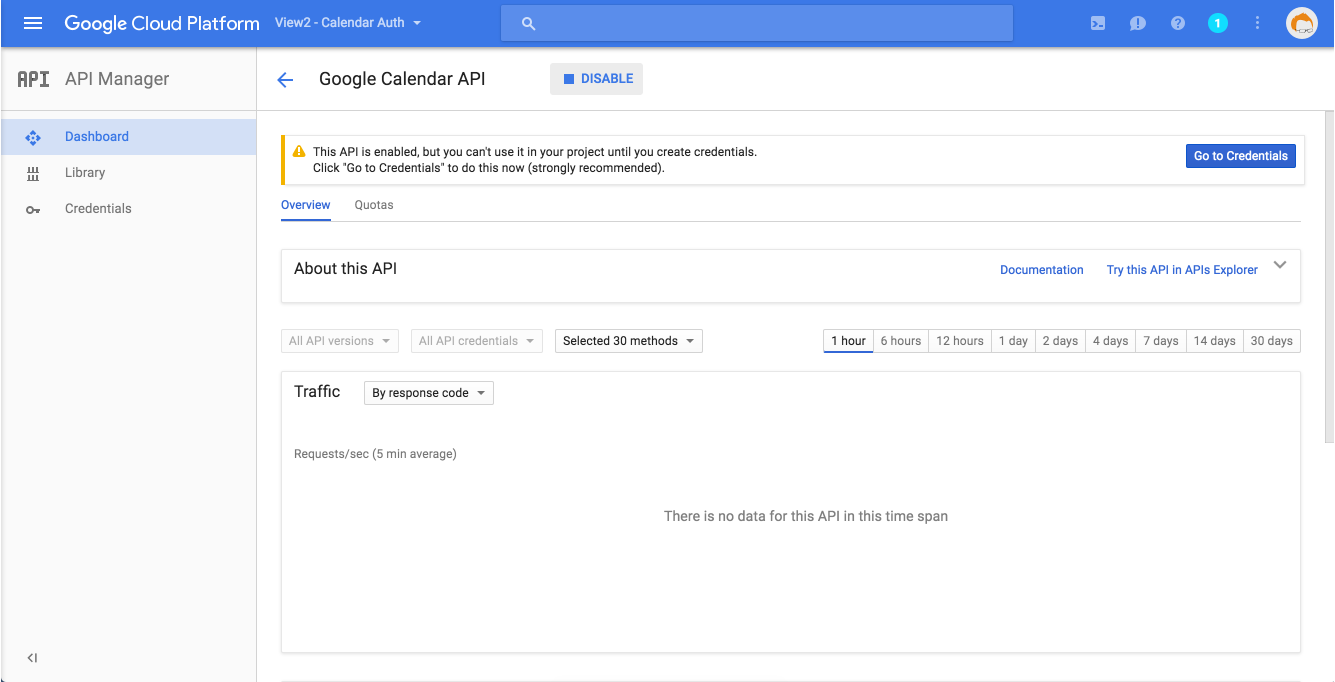 Google Cloud Platform
View2 - Calendar Auth
1
API
API Manager
Google Calendar API
DISABLE
Dashboard
Library
Credentials
This API is enabled, but you can't use it in your project until you create credentials.
Click "Go to Credentials" to do this now (strongly recommended).
Go to Credentials
Overview
Quotas
About this API
Documentation
Try this API in APIs Explorer
All API versions
All API credentials
Selected 30 methods
1 hour
6 hours
12 hours
1 day
2 days
4 days
7 days
14 days
30 days
Traffic
By response code
Requests/sec (5 min average)
There is no data for this API in this time span